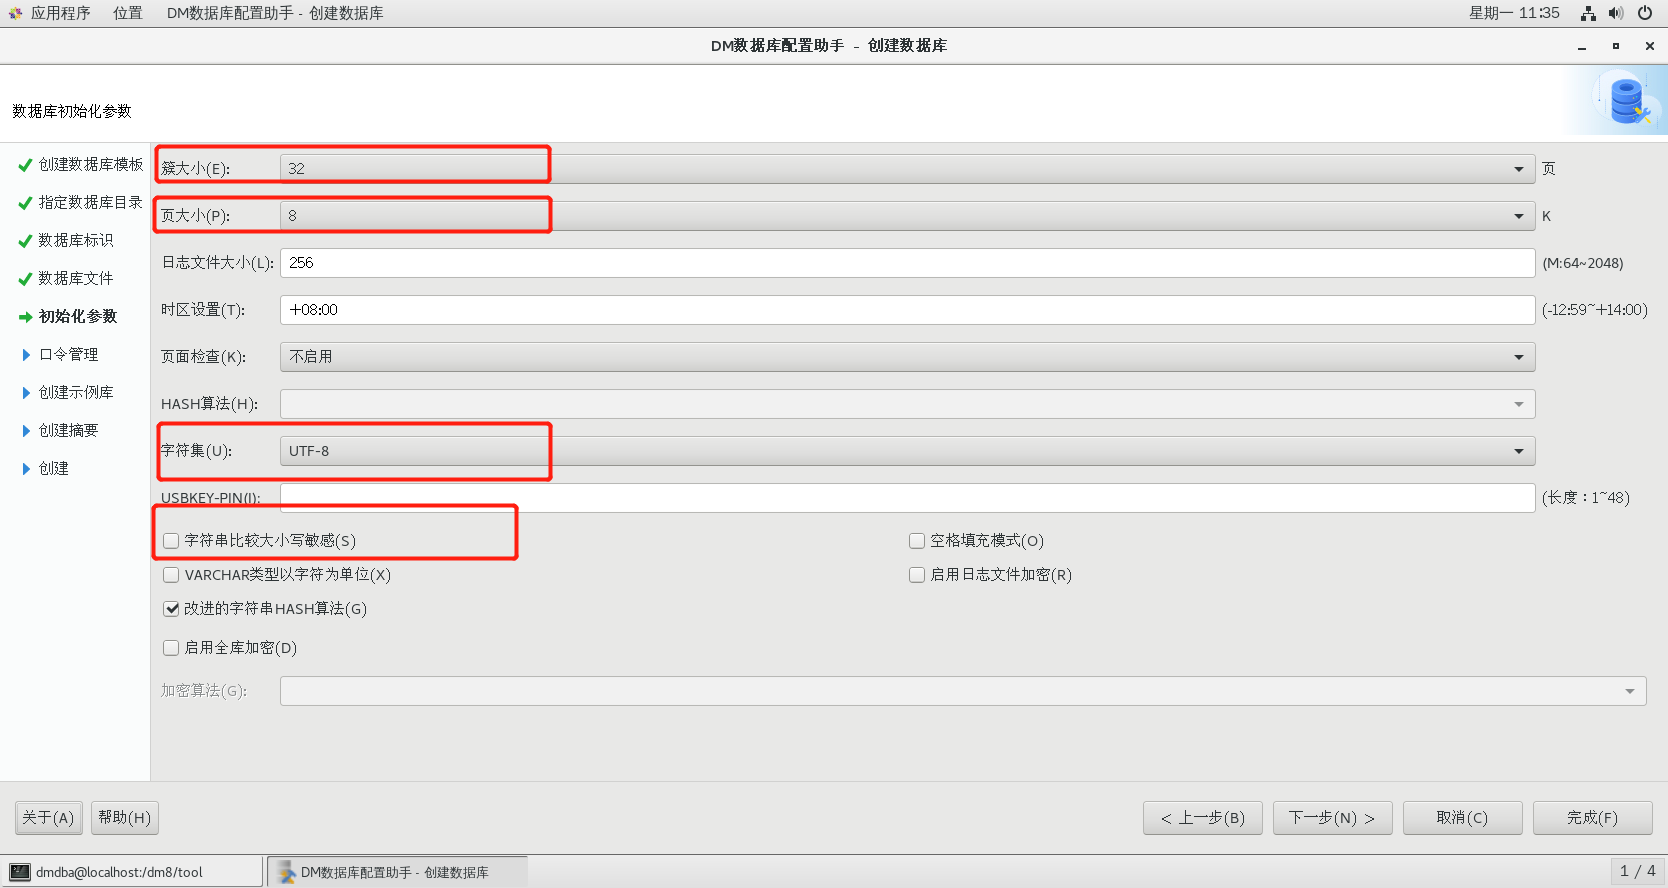 应用程序 位置 DM数据库配置助手 - 创建数据库 星期一 11:35
DM数据库配置助手 - 创建数据库
数据库初始化参数
创建数据库模板
指定数据库目录
数据库标识
数据库文件
初始化参数
口令管理
创建示例库
创建摘要
创建
簇大小(E): 32 页
页大小(P): 8 K
日志文件大小(L): 256 (M:64~2048)
时区设置(T): +08:00 (-12:59~+14:00)
页面检查(K): 不启用
HASH算法(H):
字符集(U): UTF-8
USBKEY-PIN(I): (长度：1~48)
字符串比较大小写敏感(S) 空格填充模式(O)
VARCHAR类型以字符为单位(X) 启用日志文件加密(R)
改进的字符串HASH算法(G)
启用全库加密(D)
加密算法(G):
关于(A) 帮助(H) < 上一步(B) 下一步(N) > 取消(C) 完成(F)
dmdba@localhost:/dm8/tool DM数据库配置助手 - 创建数据库 1 / 4